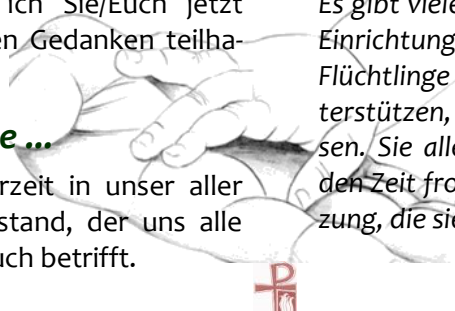 ich Sie/Euch jetzt
en Gedanken teilha-
e ...
rzeit in unser aller
stand, der uns alle
uch betrifft.
Es gibt viele
Einrichtung
Flüchtlinge
terstützen,
sen. Sie alle
den Zeit fro
zung, die sie